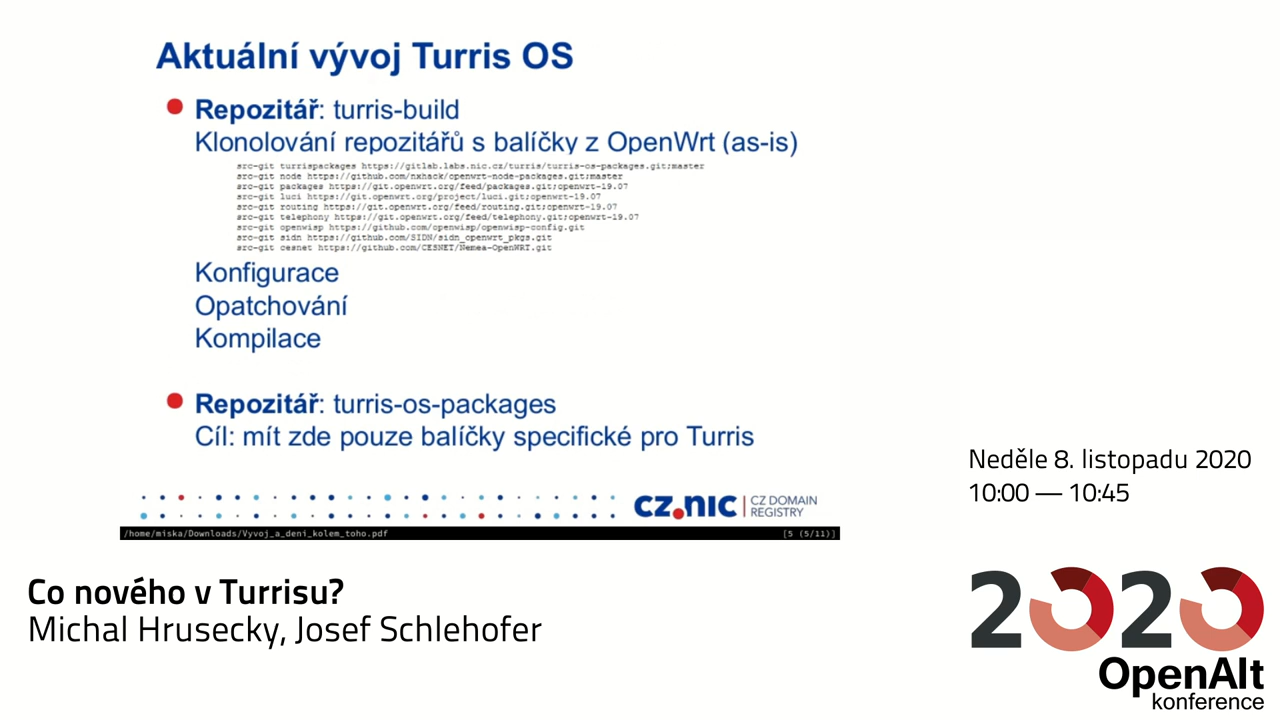 Aktuální vývoj Turris OS
Repozitář: turris-build
Klonolování repozitářů s balíčky z OpenWrt (as-is)
src-git turrispackages https://gitlab.labs.nic.cz/turris/turris-os-packages.git;master
src-git node https://github.com/nxhack/openwrt-node-packages.git;master
src-git packages https://git.openwrt.org/feed/packages.git;openwrt-19.07
src-git luci https://git.openwrt.org/project/luci.git;openwrt-19.07
src-git routing https://git.openwrt.org/feed/routing.git;openwrt-19.07
src-git telephony https://git.openwrt.org/feed/telephony.git;openwrt-19.07
src-git openwisp https://github.com/openwisp/openwisp-config.git
src-git sidn https://github.com/SIDN/sidn_openwrt_pkgs.git
src-git cesnet https://github.com/CESNET/Nemea-OpenWRT.git
Konfigurace
Opatchování
Kompilace
Repozitář: turris-os-packages
Cíl: mít zde pouze balíčky specifické pro Turris
cz.nic
CZ DOMAIN
REGISTRY
/home/miska/Downloads/Vyvoj_a_deni_kolem_toho.pdf [5 (5/11)]
Neděle 8. listopadu 2020
10:00 — 10:45
Co nového v Turrisu?
Michal Hrusecky, Josef Schlehofer
2020
OpenAlt
konference